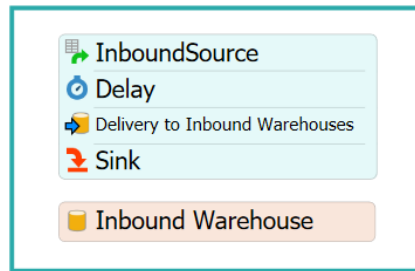 InboundSource
Delay
Delivery to Inbound Warehouses
Sink
Inbound Warehouse